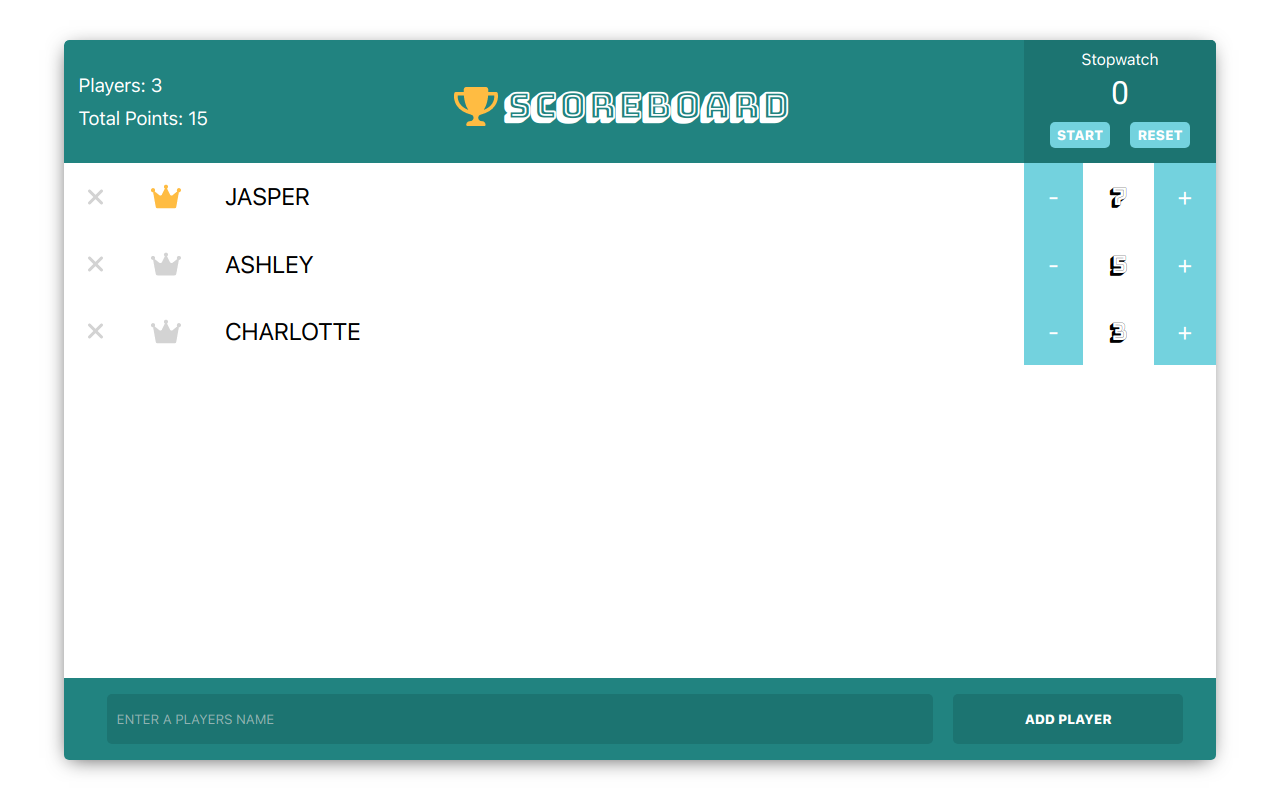 Players: 3
Total Points: 15
SCOREBOARD
Stopwatch
0
START RESET
JASPER - 7 +
ASHLEY - 5 +
CHARLOTTE - 3 +
ENTER A PLAYERS NAME ADD PLAYER